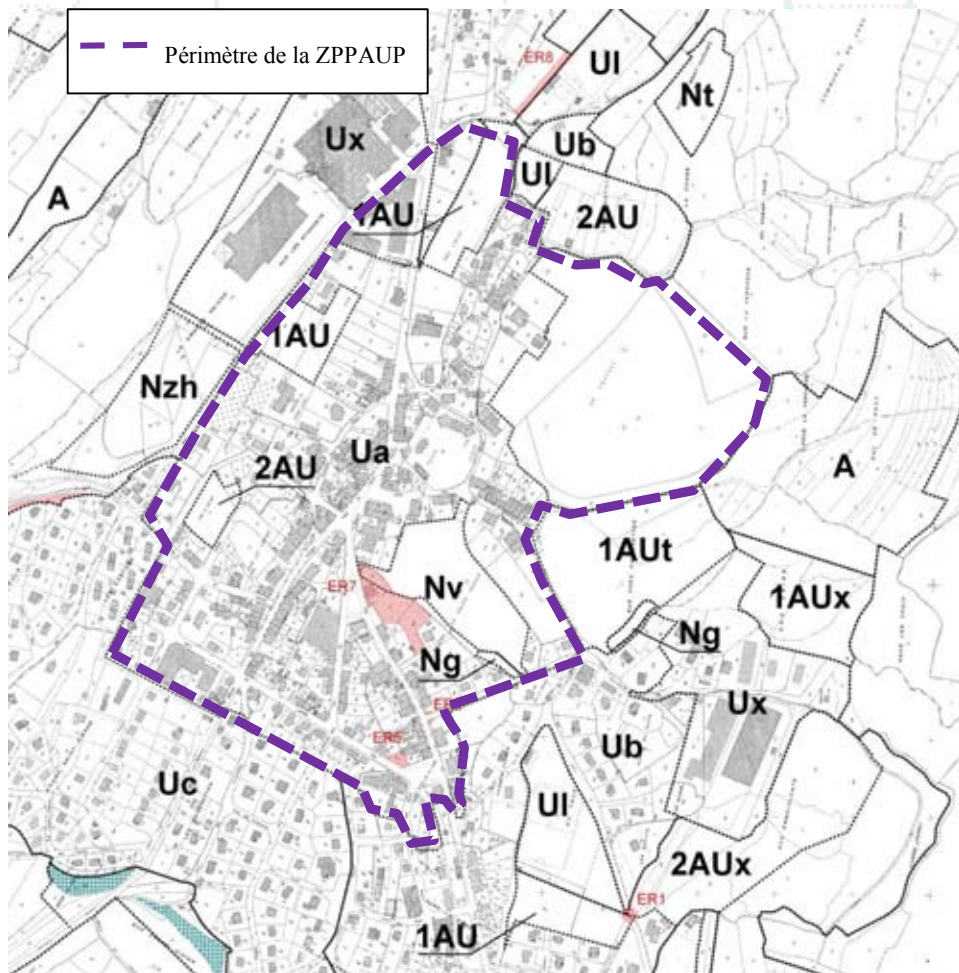 Périmètre de la ZPPAUP
ER8
Ul
Nt
Ux
Ub
A
Ul
1AU
2AU
1AU
Nzh
Ua
A
2AU
1AUt
ER7
Nv
1AUx
Ng
Ng
Ux
Ub
ER5
Uc
Ul
2AUx
ER1
1AU